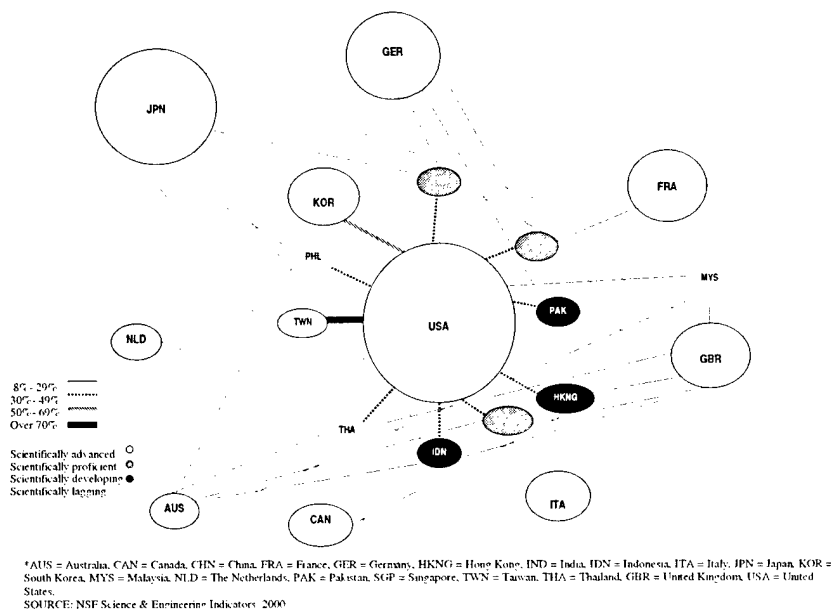 GER
JPN
KOR
FRA
PHL
MYS
PAK
TWN
USA
NLD
GBR
8% - 29%
30% - 49%
50% - 69%
Over 70%
HKNG
THA
IDN
Scientifically advanced
Scientifically proficient
Scientifically developing
Scientifically lagging
AUS
CAN
ITA
*AUS = Australia, CAN = Canada, CHN = China, FRA = France, GER = Germany, HKNG = Hong Kong, IND = India, IDN = Indonesia, ITA = Italy, JPN = Japan, KOR =
South Korea, MYS = Malaysia, NLD = The Netherlands, PAK = Pakistan, SGP = Singapore, TWN = Taiwan, THA = Thailand, GBR = United Kingdom, USA = United
States.
SOURCE: NSF Science & Engineering Indicators 2000